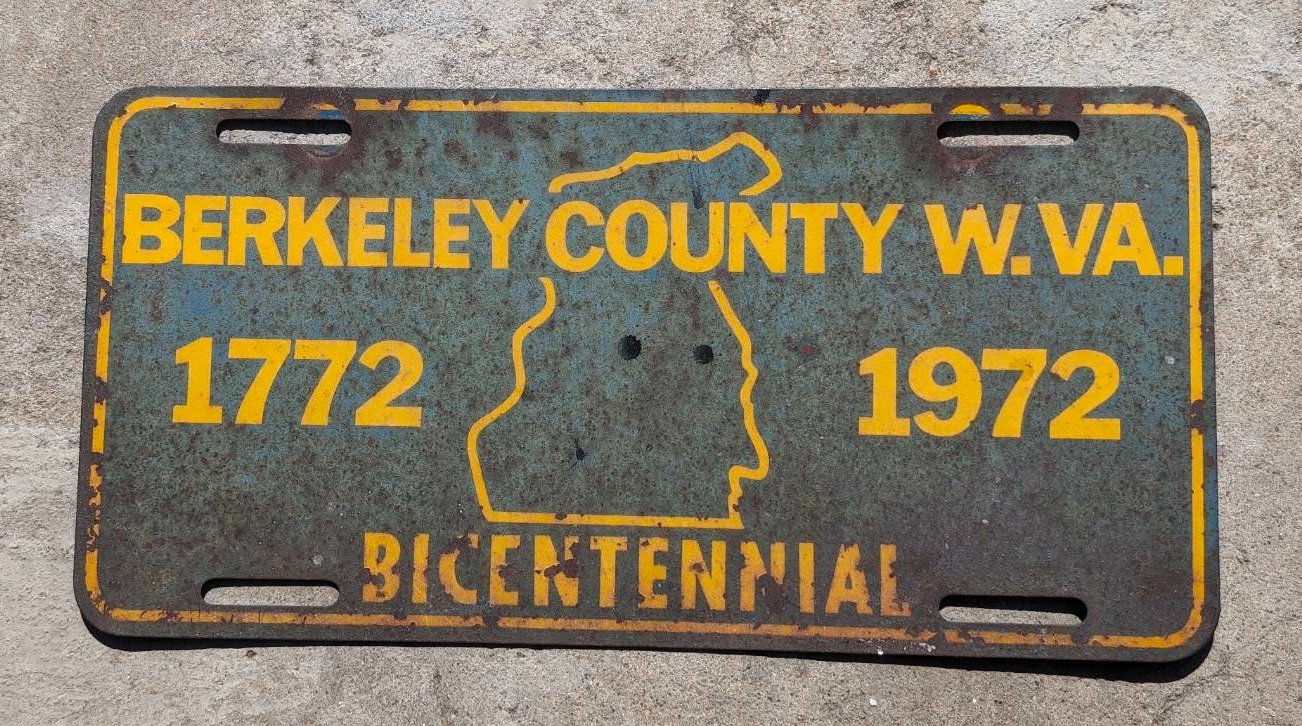 BERKELEY COUNTY W.VA.
1772 1972
BICENTENNIAL